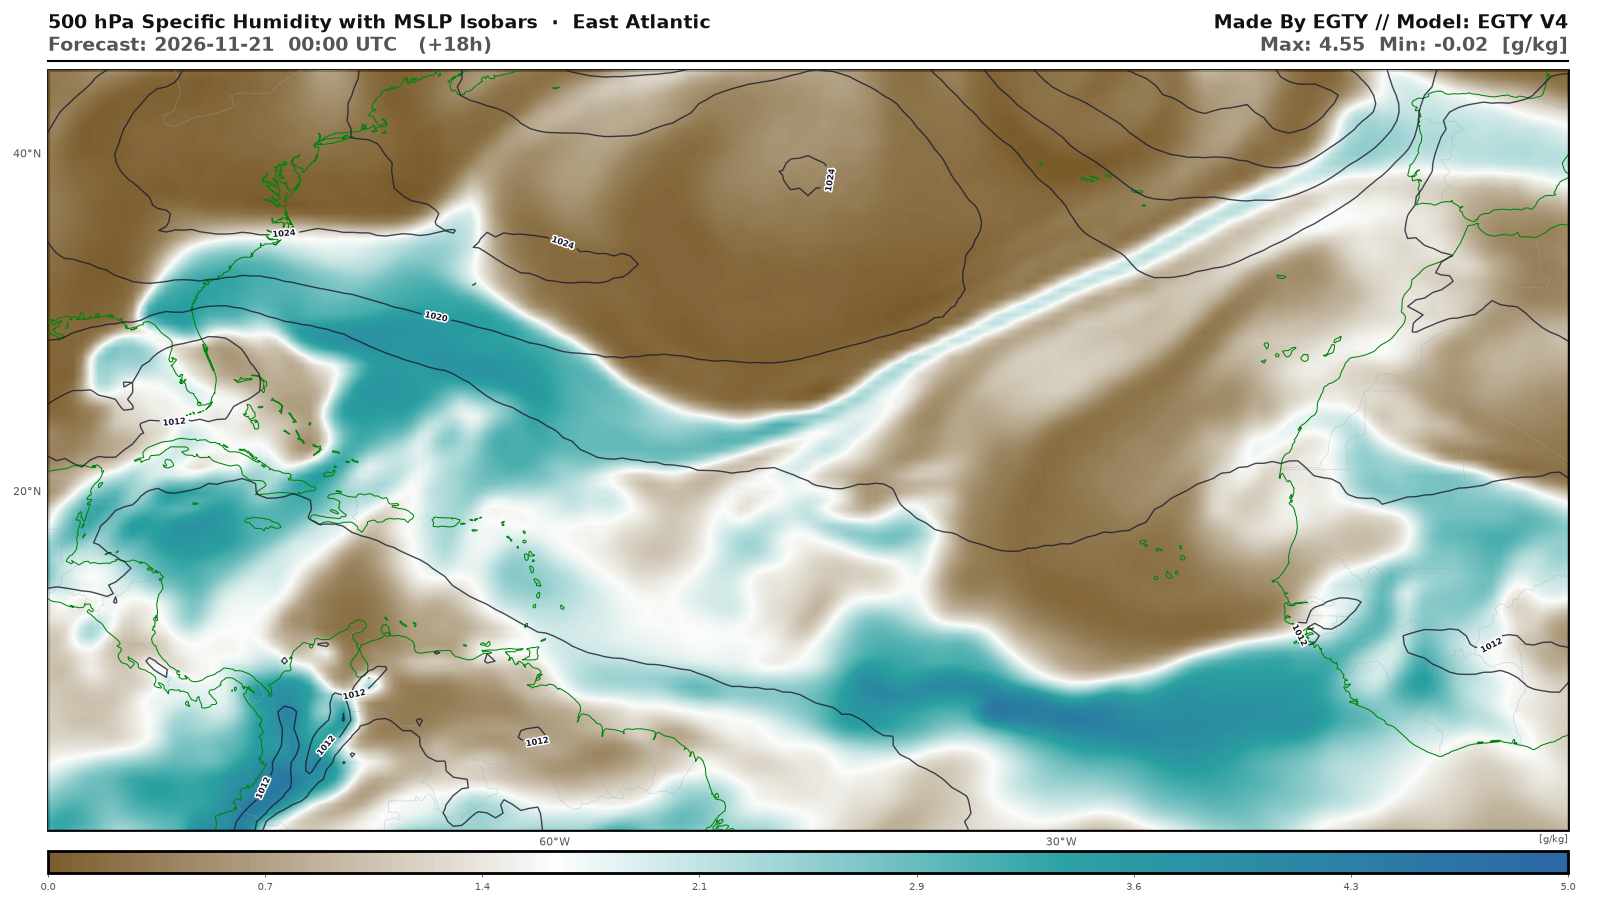 500 hPa Specific Humidity with MSLP Isobars · East Atlantic
Made By EGTY // Model: EGTY V4
Forecast: 2026-11-21 00:00 UTC (+18h)
Max: 4.55 Min: -0.02 [g/kg]
40°N
1024
1024
1024
1020
1012
20°N
1012
1012
1012
1012
1012
1012
60°W
30°W
[g/kg]
0.0
0.7
1.4
2.1
2.9
3.6
4.3
5.0